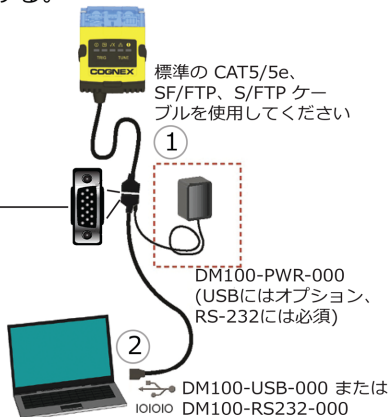 する。
COGNEX
TRIG
TUNE
標準の CAT5/5e、
SF/FTP、S/FTP ケー
ブルを使用してください
1
DM100-PWR-000
(USBにはオプション、
RS-232には必須)
2
DM100-USB-000 または
IOIOIO DM100-RS232-000